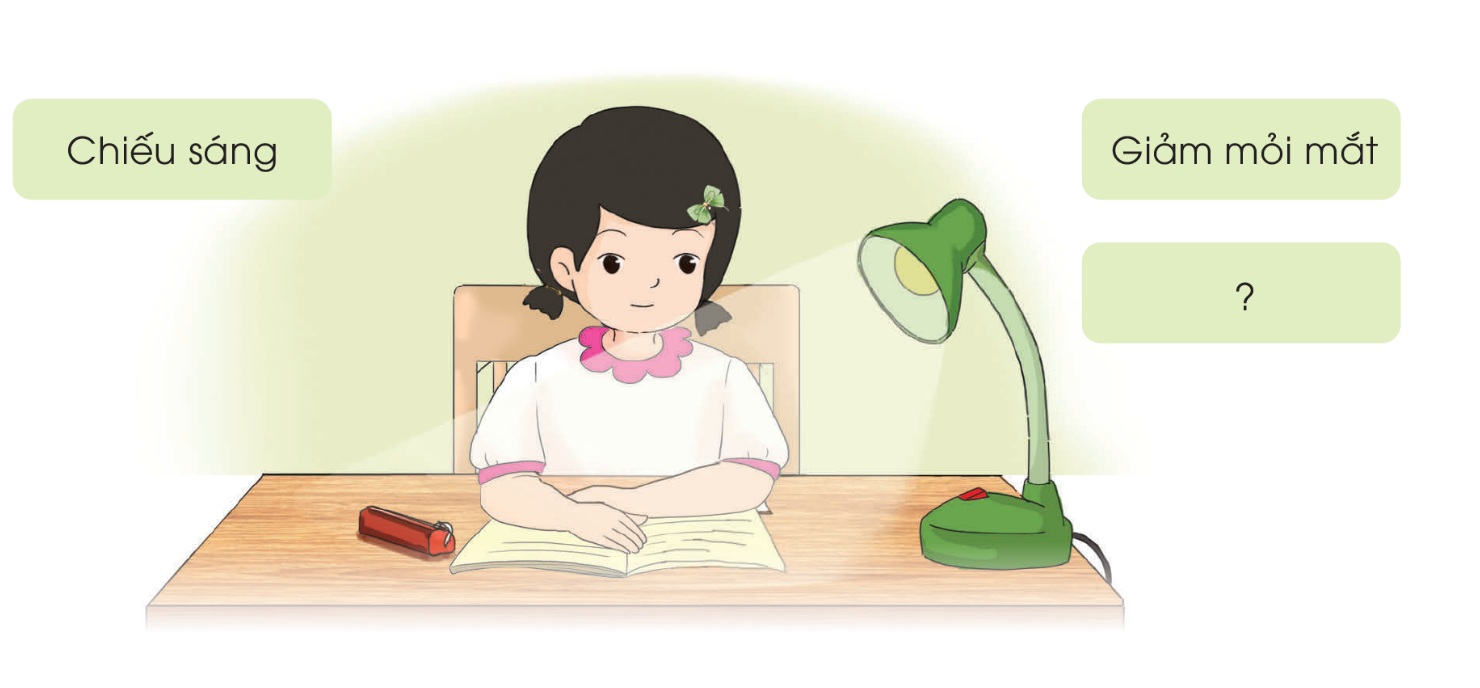 Chiếu sáng
Giảm mỏi mắt
?